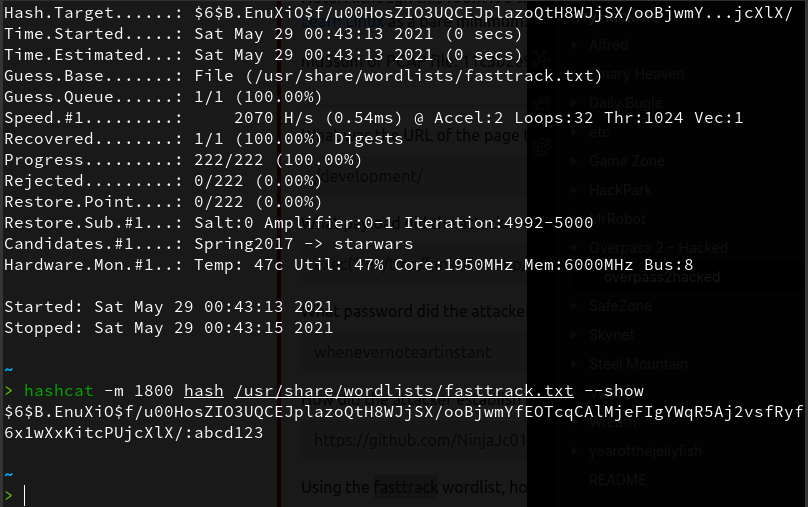 Hash.Target......: $6$B.EnuXiO$f/u00HosZIO3UQCEJplazoQtH8WJjSX/ooBjwmY...jcXlX/
Time.Started.....: Sat May 29 00:43:13 2021 (0 secs)
Time.Estimated...: Sat May 29 00:43:13 2021 (0 secs)
Guess.Base.......: File (/usr/share/wordlists/fasttrack.txt)
Guess.Queue......: 1/1 (100.00%)
Speed.#1.........:     2070 H/s (0.54ms) @ Accel:2 Loops:32 Thr:1024 Vec:1
Recovered........: 1/1 (100.00%) Digests
Progress.........: 222/222 (100.00%)
Rejected.........: 0/222 (0.00%)
Restore.Point....: 0/222 (0.00%)
Restore.Sub.#1...: Salt:0 Amplifier:0-1 Iteration:4992-5000
Candidates.#1....: Spring2017 -> starwars
Hardware.Mon.#1..: Temp: 47c Util: 47% Core:1950MHz Mem:6000MHz Bus:8
Started: Sat May 29 00:43:13 2021
Stopped: Sat May 29 00:43:15 2021
~
> hashcat -m 1800 hash /usr/share/wordlists/fasttrack.txt --show
$6$B.EnuXiO$f/u00HosZIO3UQCEJplazoQtH8WJjSX/ooBjwmYfEOTcqCAlMjeFIgYWqR5Aj2vsfRyf
6x1wXxKitcPUjcXlX/:abcd123
~
>
as a bare minimum
the URL of the page
/development/
What password did the attacker
whenevernoteartinstant
https://github.com/NinjaJc01
Using the fasttrack wordlist, ho
Alfred
Binary Heaven
Daily Bugle
etc
Game Zone
HackPark
MrRobot
Overpass 2 - Hacked
overpass2hacked
SafeZone
Skynet
Steel Mountain
Wreath
yearofthejellyfish
README